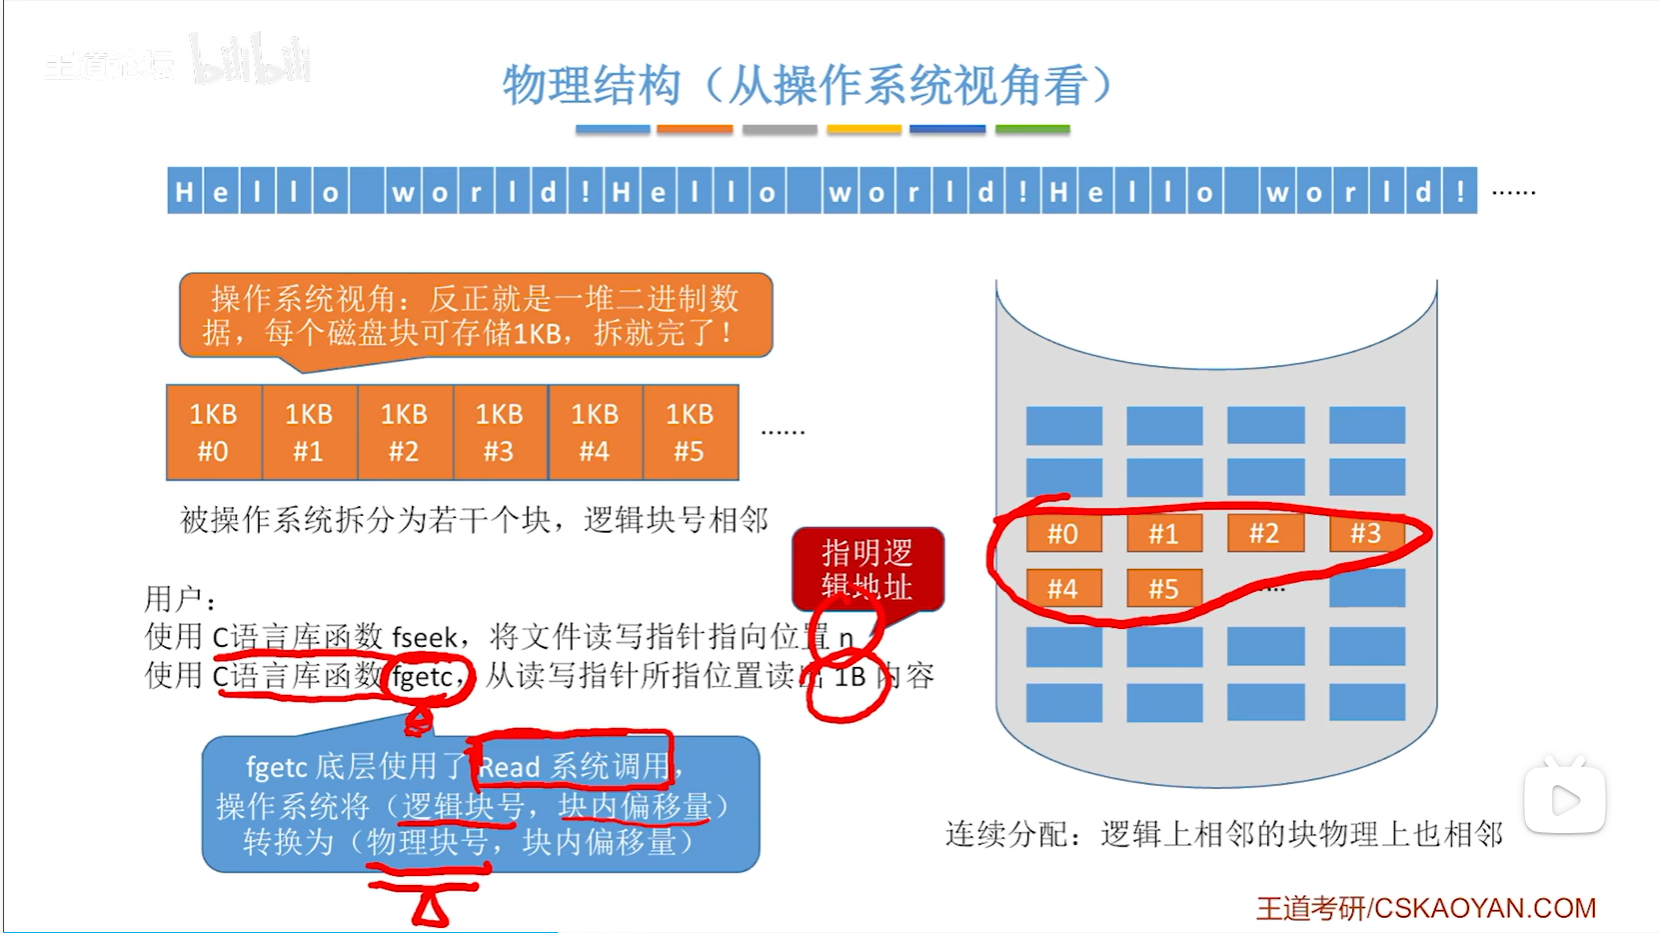 王道论坛 bilibili
物理结构（从操作系统视角看）
Hello world!Hello world!Hello world! ······
操作系统视角：反正就是一堆二进制数
据，每个磁盘块可存储1KB，拆就完了！
1KB 1KB 1KB 1KB 1KB 1KB
#0 #1 #2 #3 #4 #5 ······
被操作系统拆分为若干个块，逻辑块号相邻
指明逻
辑地址
用户：
使用 C语言库函数 fseek，将文件读写指针指向位置 n
使用 C语言库函数 fgetc，从读写指针所指位置读出 1B 内容
fgetc 底层使用了 Read 系统调用，
操作系统将（逻辑块号，块内偏移量）
转换为（物理块号，块内偏移量）
#0 #1 #2 #3
#4 #5 ······
连续分配：逻辑上相邻的块物理上也相邻
王道考研/CSKAOYAN.COM